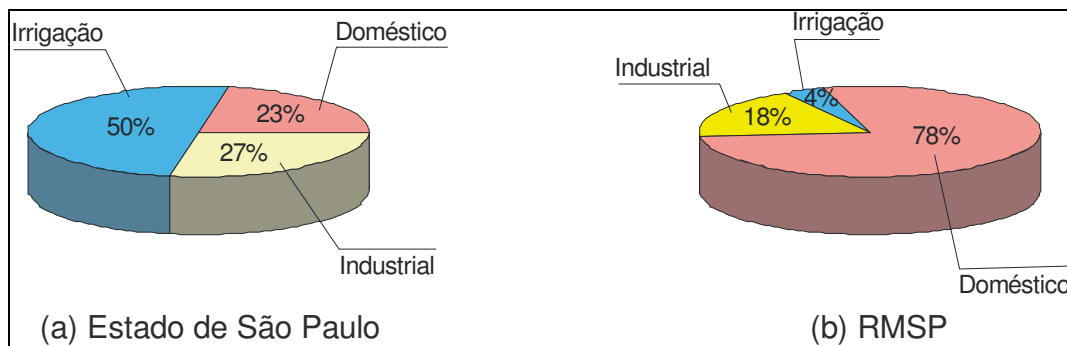 Irrigação
Doméstico
50%
23%
27%
Industrial
(a) Estado de São Paulo
Irrigação
Industrial
4%
18%
78%
Doméstico
(b) RMSP